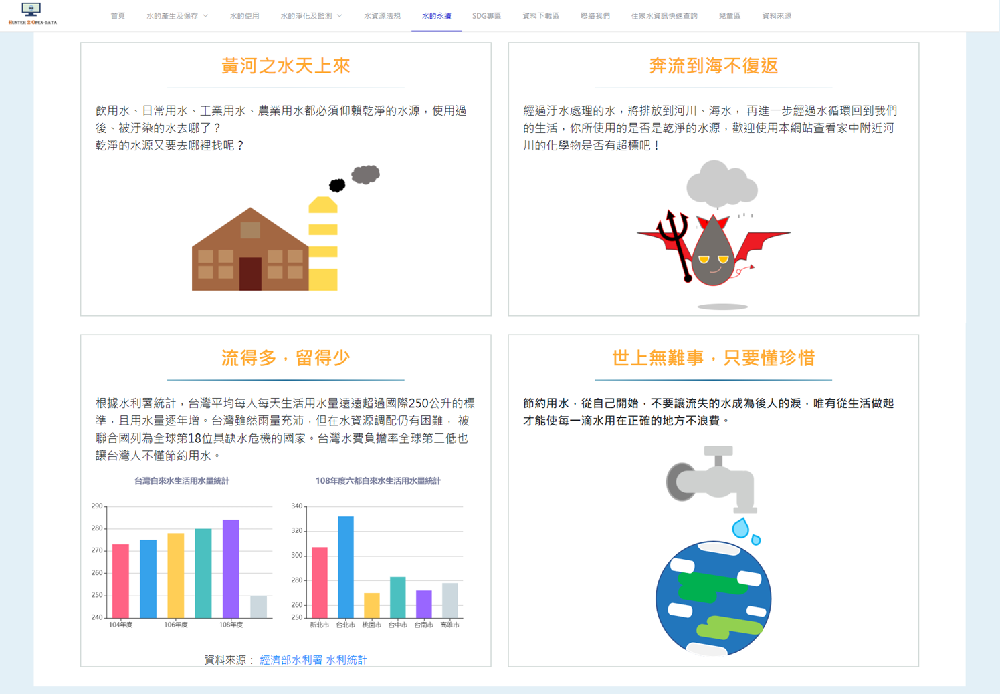 HUNTER OPEN-DATA
首頁 水的產生及保存 水的使用 水的淨化及監測 水資源法規 水的永續 SDG專區 資料下載區 聯絡我們 住家水資訊快速查詢 兒童區 資料來源
黃河之水天上來
飲用水、日常用水、工業用水、農業用水都必須仰賴乾淨的水源，使用過
後、被汙染的水去哪了？
乾淨的水源又要去哪裡找呢？
奔流到海不復返
經過汙水處理的水，將排放到河川、海水， 再進一步經過水循環回到我們
的生活，你所使用的是否是乾淨的水源，歡迎使用本網站查看家中附近河
川的化學物是否有超標吧！
流得多，留得少
根據水利署統計，台灣平均每人每天生活用水量遠遠超過國際250公升的標
準，且用水量逐年增。台灣雖然雨量充沛，但在水資源調配仍有困難， 被
聯合國列為全球第18位具缺水危機的國家。台灣水費負擔率全球第二低也
讓台灣人不懂節約用水。
台灣自來水生活用水量統計
290
280
270
260
250
240
104年度 106年度 108年度
108年度六都自來水生活用水量統計
340
320
300
280
260
250
新北市 台北市 桃園市 台中市 台南市 高雄市
資料來源： 經濟部水利署 水利統計
世上無難事，只要懂珍惜
節約用水，從自己開始，不要讓流失的水成為後人的淚，唯有從生活做起
才能使每一滴水用在正確的地方不浪費。